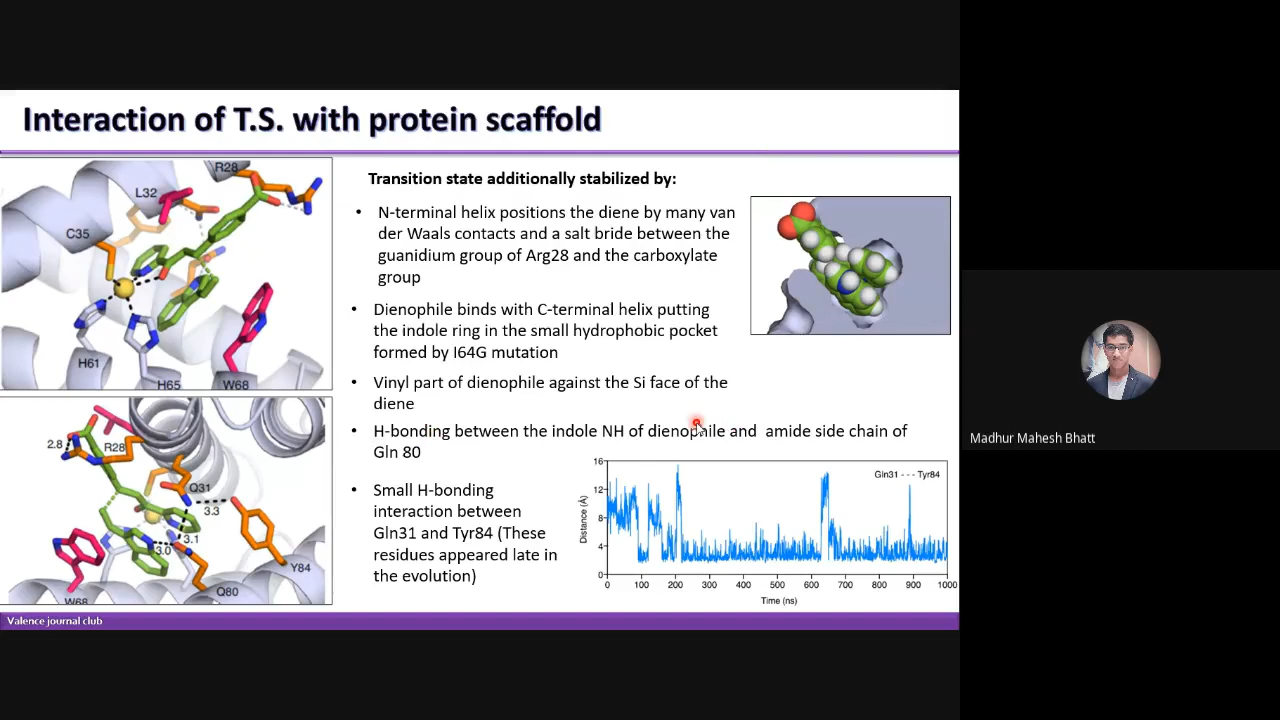 Interaction of T.S. with protein scaffold
R28
L32
C35
H61
H65
W68
Transition state additionally stabilized by:
• N-terminal helix positions the diene by many van
der Waals contacts and a salt bride between the
guanidium group of Arg28 and the carboxylate
group
• Dienophile binds with C-terminal helix putting
the indole ring in the small hydrophobic pocket
formed by I64G mutation
• Vinyl part of dienophile against the Si face of the
diene
• H-bonding between the indole NH of dienophile and amide side chain of
Gln 80
• Small H-bonding
interaction between
Gln31 and Tyr84 (These
residues appeared late in
the evolution)
2.8
R28
Q31
3.3
3.1
3.0
Y84
Q80
W68
16
12
8
4
0
Distance (Å)
Gln31 - - - Tyr84
0 100 200 300 400 500 600 700 800 900 1000
Time (ns)
Valence journal club
Madhur Mahesh Bhatt